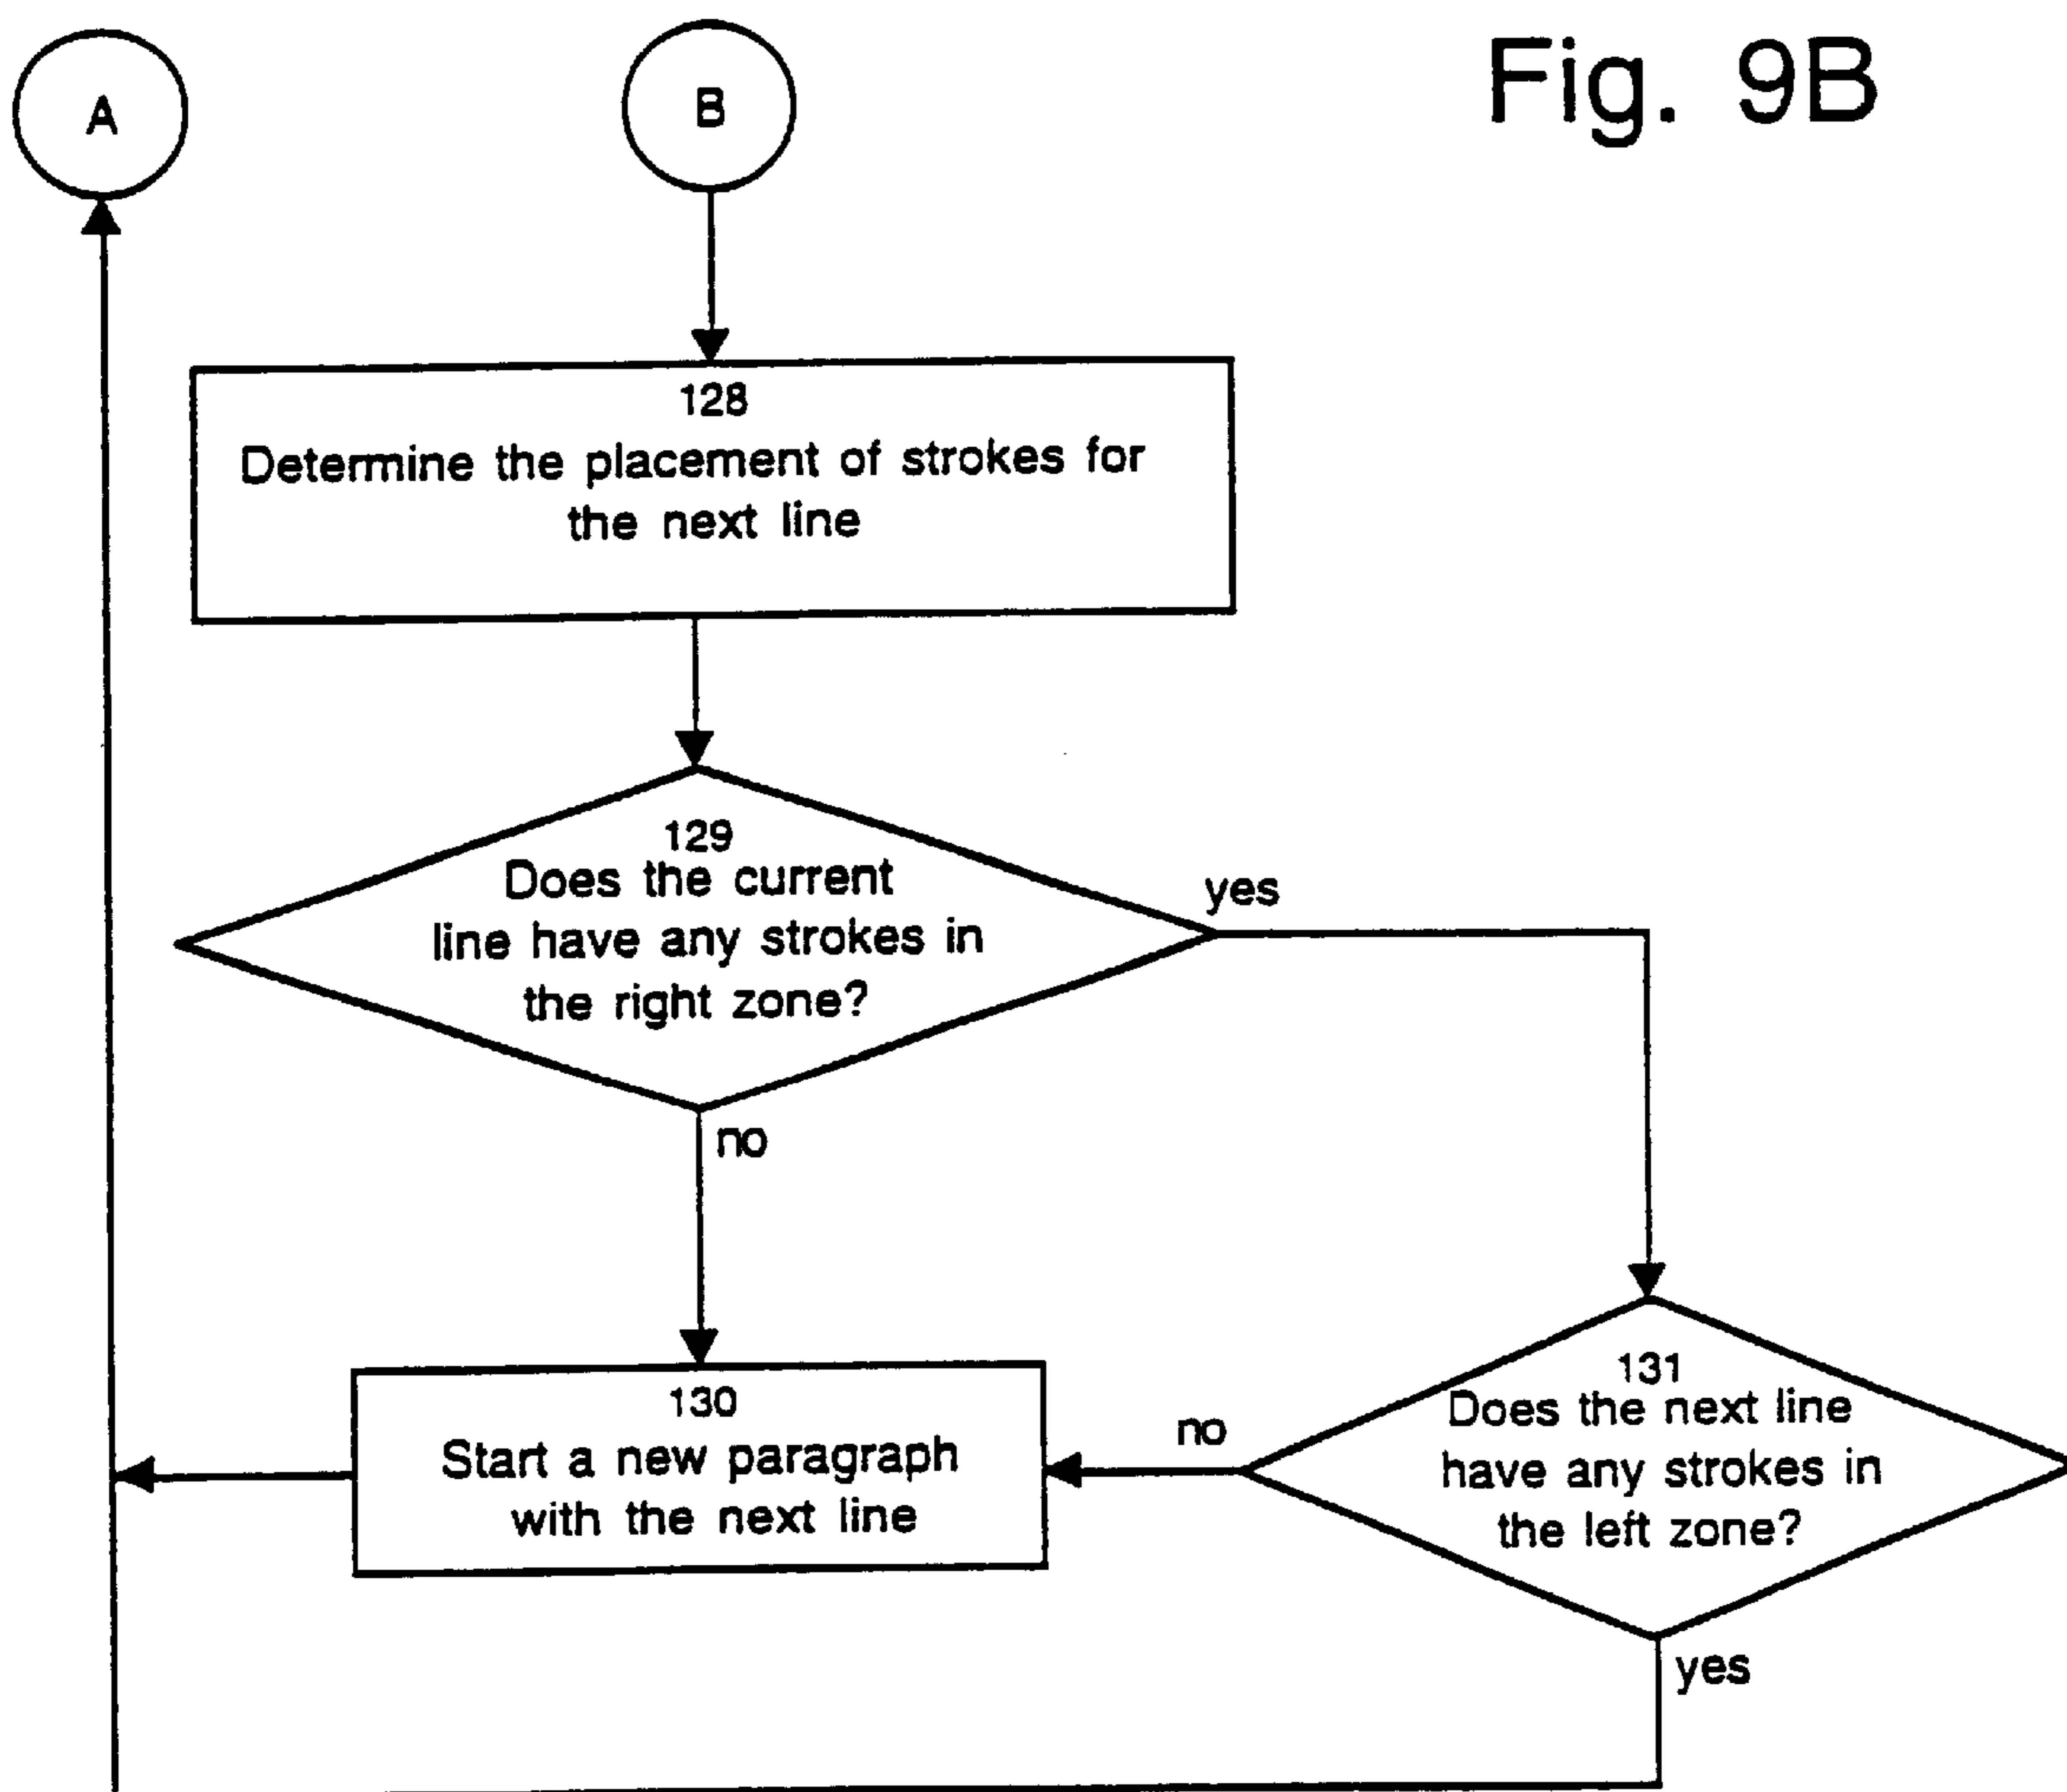 Fig. 9B
A
B
128
Determine the placement of strokes for
the next line
129
Does the current
line have any strokes in
the right zone?
yes
no
130
Start a new paragraph
with the next line
no
131
Does the next line
have any strokes in
the left zone?
yes